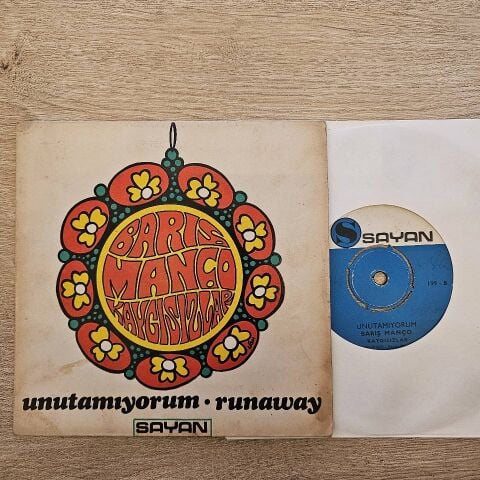 BARIŞ
MANÇO
KAYGISIZLAR
unutamıyorum • runaway
SAYAN
S SAYAN
UNUTAMIYORUM
BARIŞ MANÇO
KAYGISIZLAR